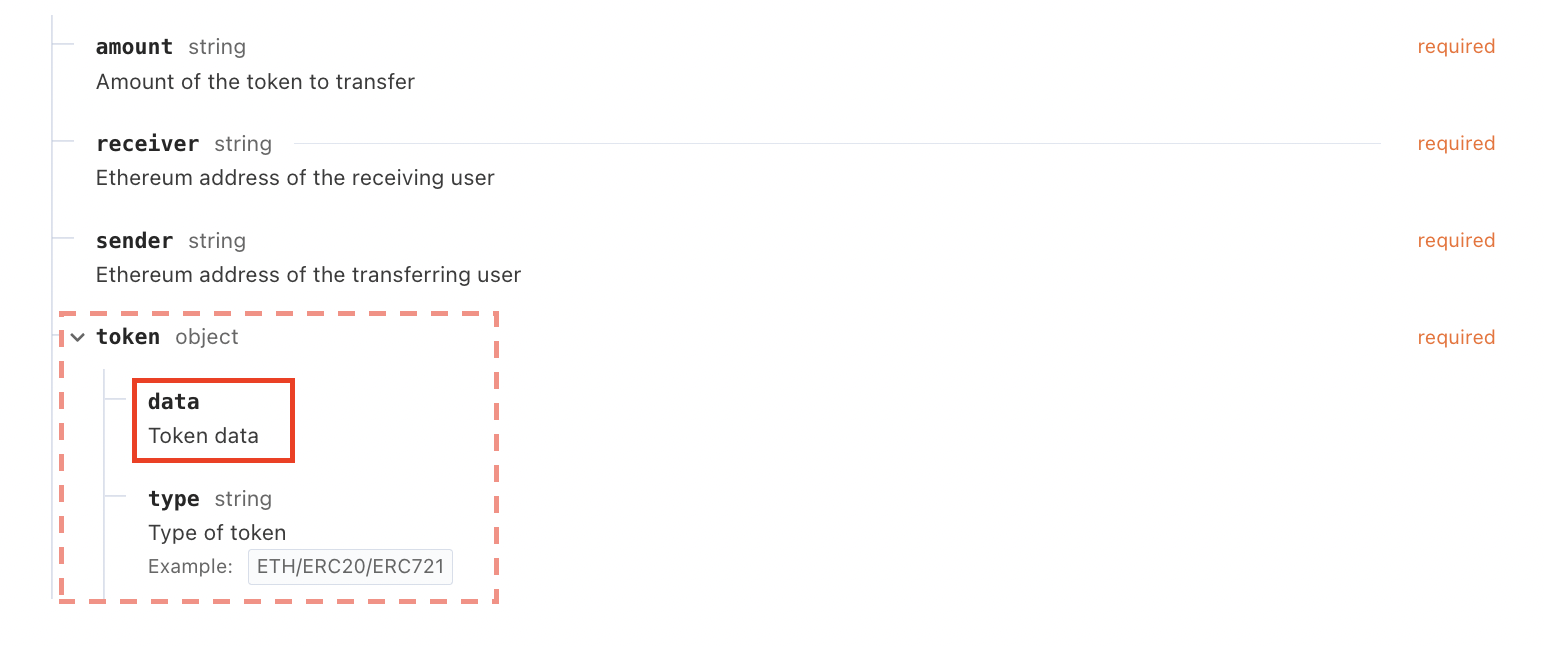 amount string required
Amount of the token to transfer
receiver string required
Ethereum address of the receiving user
sender string required
Ethereum address of the transferring user
token object required
data
Token data
type string
Type of token
Example: ETH/ERC20/ERC721